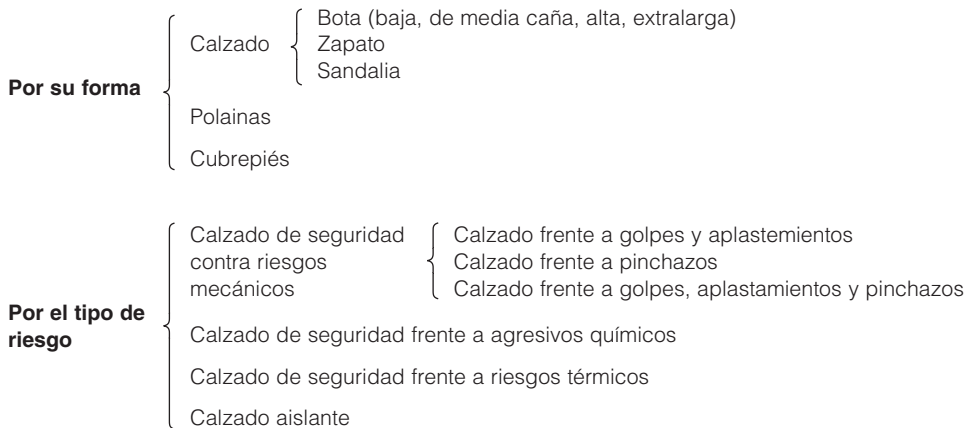 Por su forma
Calzado
Bota (baja, de media caña, alta, extralarga)
Zapato
Sandalia
Polainas
Cubrepiés
Por el tipo de
riesgo
Calzado de seguridad
contra riesgos
mecánicos
Calzado frente a golpes y aplastemientos
Calzado frente a pinchazos
Calzado frente a golpes, aplastamientos y pinchazos
Calzado de seguridad frente a agresivos químicos
Calzado de seguridad frente a riesgos térmicos
Calzado aislante